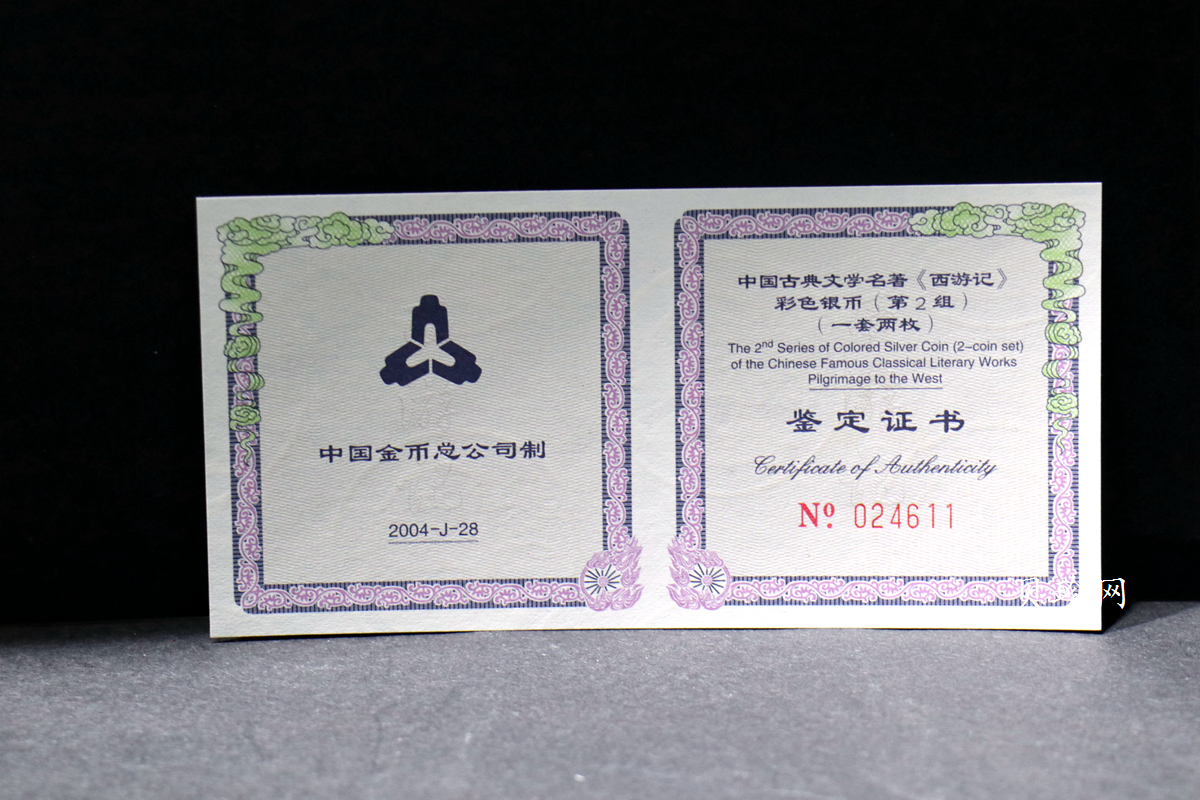 中国金币总公司制
2004-J-28
中国古典文学名著《西游记》
彩色银币（第2组）
（一套两枚）
The 2nd Series of Colored Silver Coin (2-coin set)
of the Chinese Famous Classical Literary Works
Pilgrimage to the West
鉴定证书
Certificate of Authenticity
Nº 024611
网